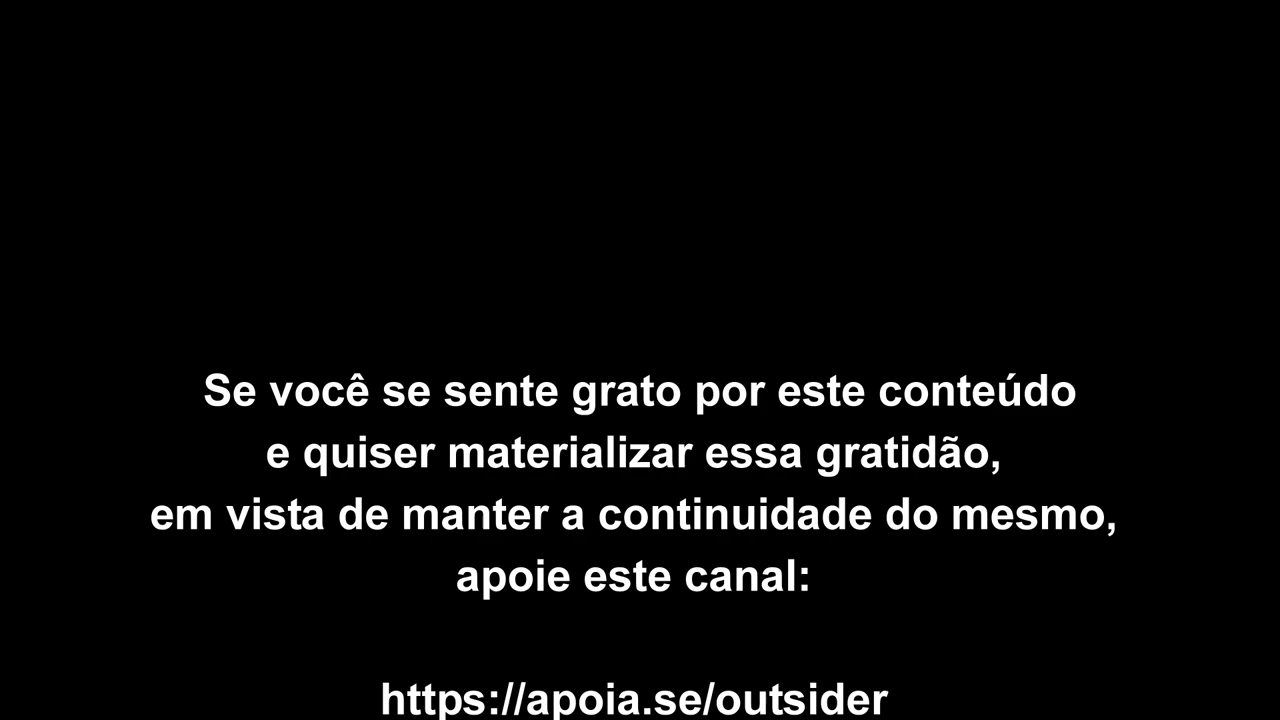 Se você se sente grato por este conteúdo
e quiser materializar essa gratidão,
em vista de manter a continuidade do mesmo,
apoie este canal:
https://apoia.se/outsider